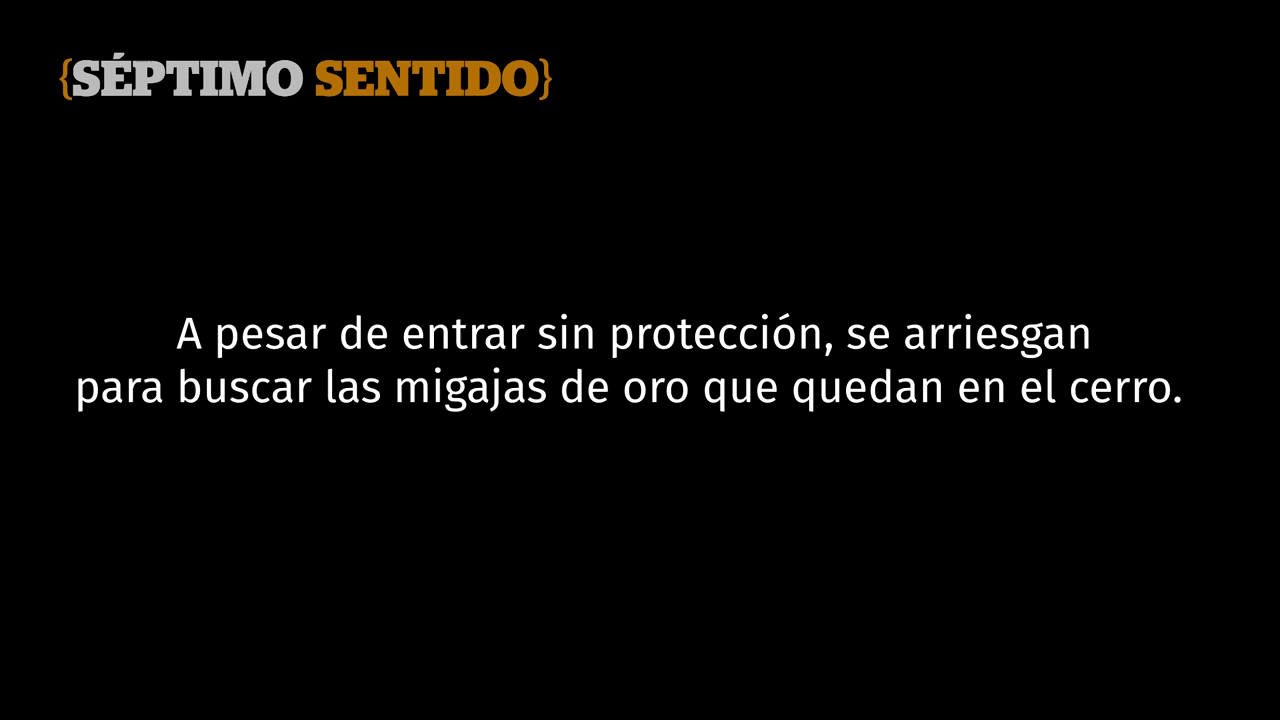 {SÉPTIMO SENTIDO}
A pesar de entrar sin protección, se arriesgan
para buscar las migajas de oro que quedan en el cerro.